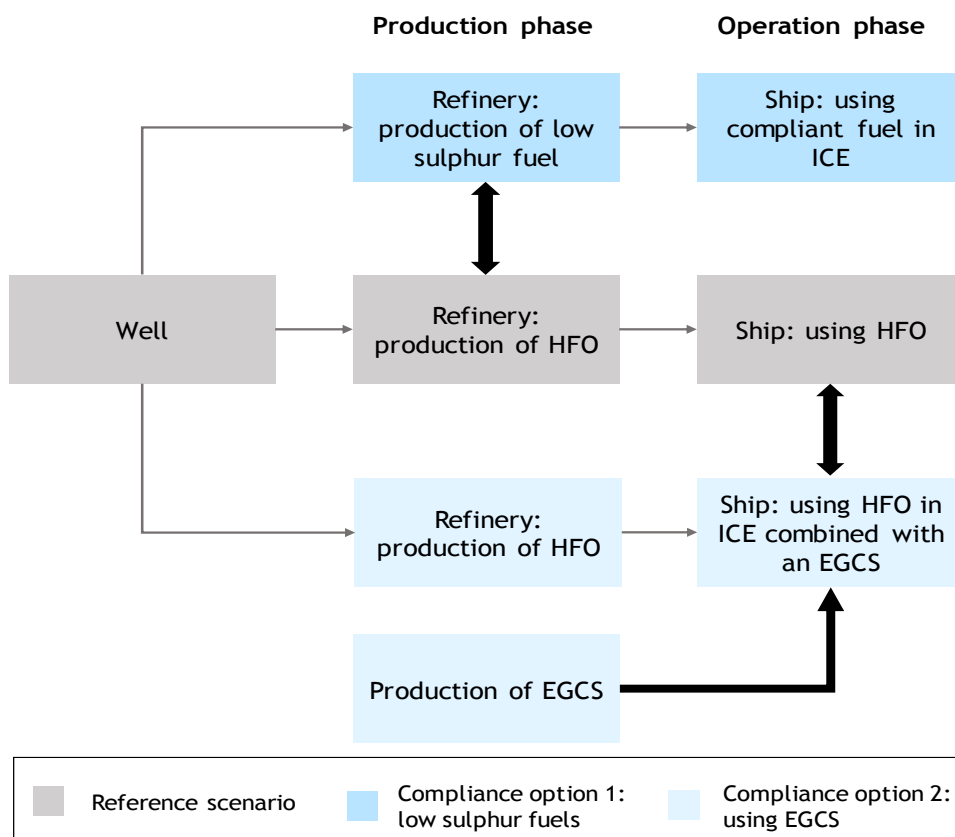 Production phase
Operation phase
Refinery:
production of low
sulphur fuel
Ship: using
compliant fuel in
ICE
Well
Refinery:
production of HFO
Ship: using HFO
Refinery:
production of HFO
Ship: using HFO in
ICE combined with
an EGCS
Production of EGCS
Reference scenario
Compliance option 1:
low sulphur fuels
Compliance option 2:
using EGCS